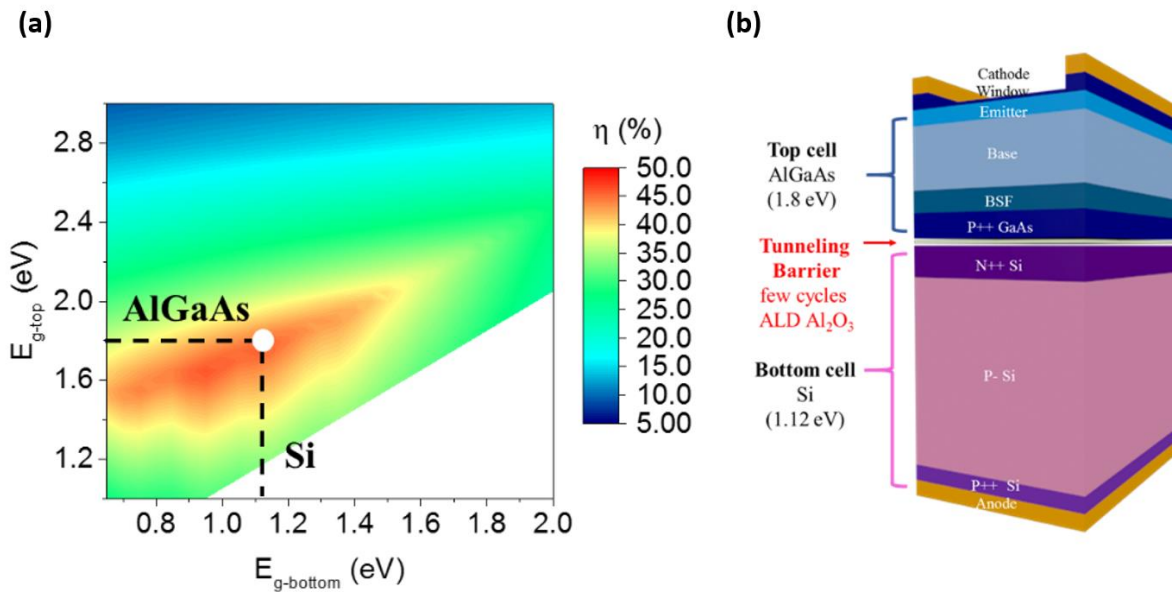 (a)
2.8
2.4
2.0
1.6
1.2
E g-top (eV)
AlGaAs
Si
0.8 1.0 1.2 1.4 1.6 1.8 2.0
E g-bottom (eV)
η (%)
50.0
45.0
40.0
35.0
30.0
25.0
20.0
15.0
10.0
5.00
(b)
Cathode
Window
Emitter
Base
BSF
P++ GaAs
N++ Si
P- Si
P++ Si
Anode
Top cell
AlGaAs
(1.8 eV)
Tunneling
Barrier
few cycles
ALD Al₂O₃
Bottom cell
Si
(1.12 eV)